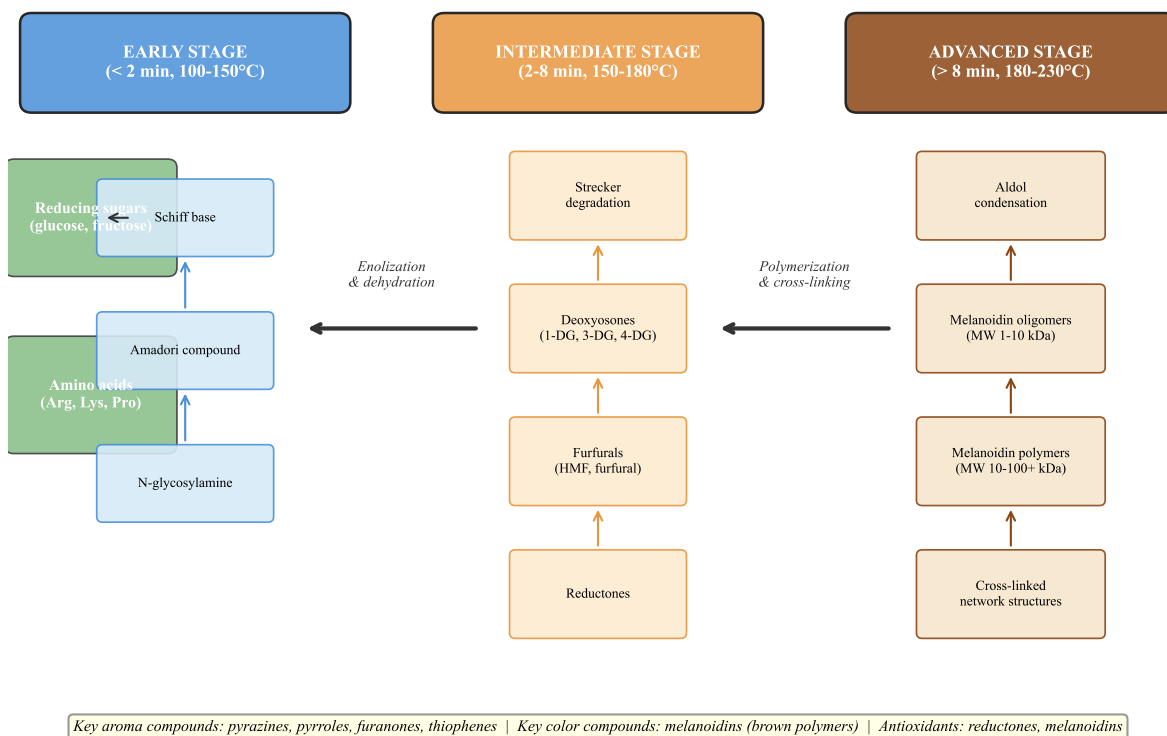 EARLY STAGE
(< 2 min, 100-150°C)
INTERMEDIATE STAGE
(2-8 min, 150-180°C)
ADVANCED STAGE
(> 8 min, 180-230°C)
Reducing sugars
(glucose, fructose)
Schiff base
Amino acids
(Arg, Lys, Pro)
Amadori compound
N-glycosylamine
Enolization
& dehydration
Strecker
degradation
Deoxyosones
(1-DG, 3-DG, 4-DG)
Furfurals
(HMF, furfural)
Reductones
Polymerization
& cross-linking
Aldol
condensation
Melanoidin oligomers
(MW 1-10 kDa)
Melanoidin polymers
(MW 10-100+ kDa)
Cross-linked
network structures
Key aroma compounds: pyrazines, pyrroles, furanones, thiophenes | Key color compounds: melanoidins (brown polymers) | Antioxidants: reductones, melanoidins